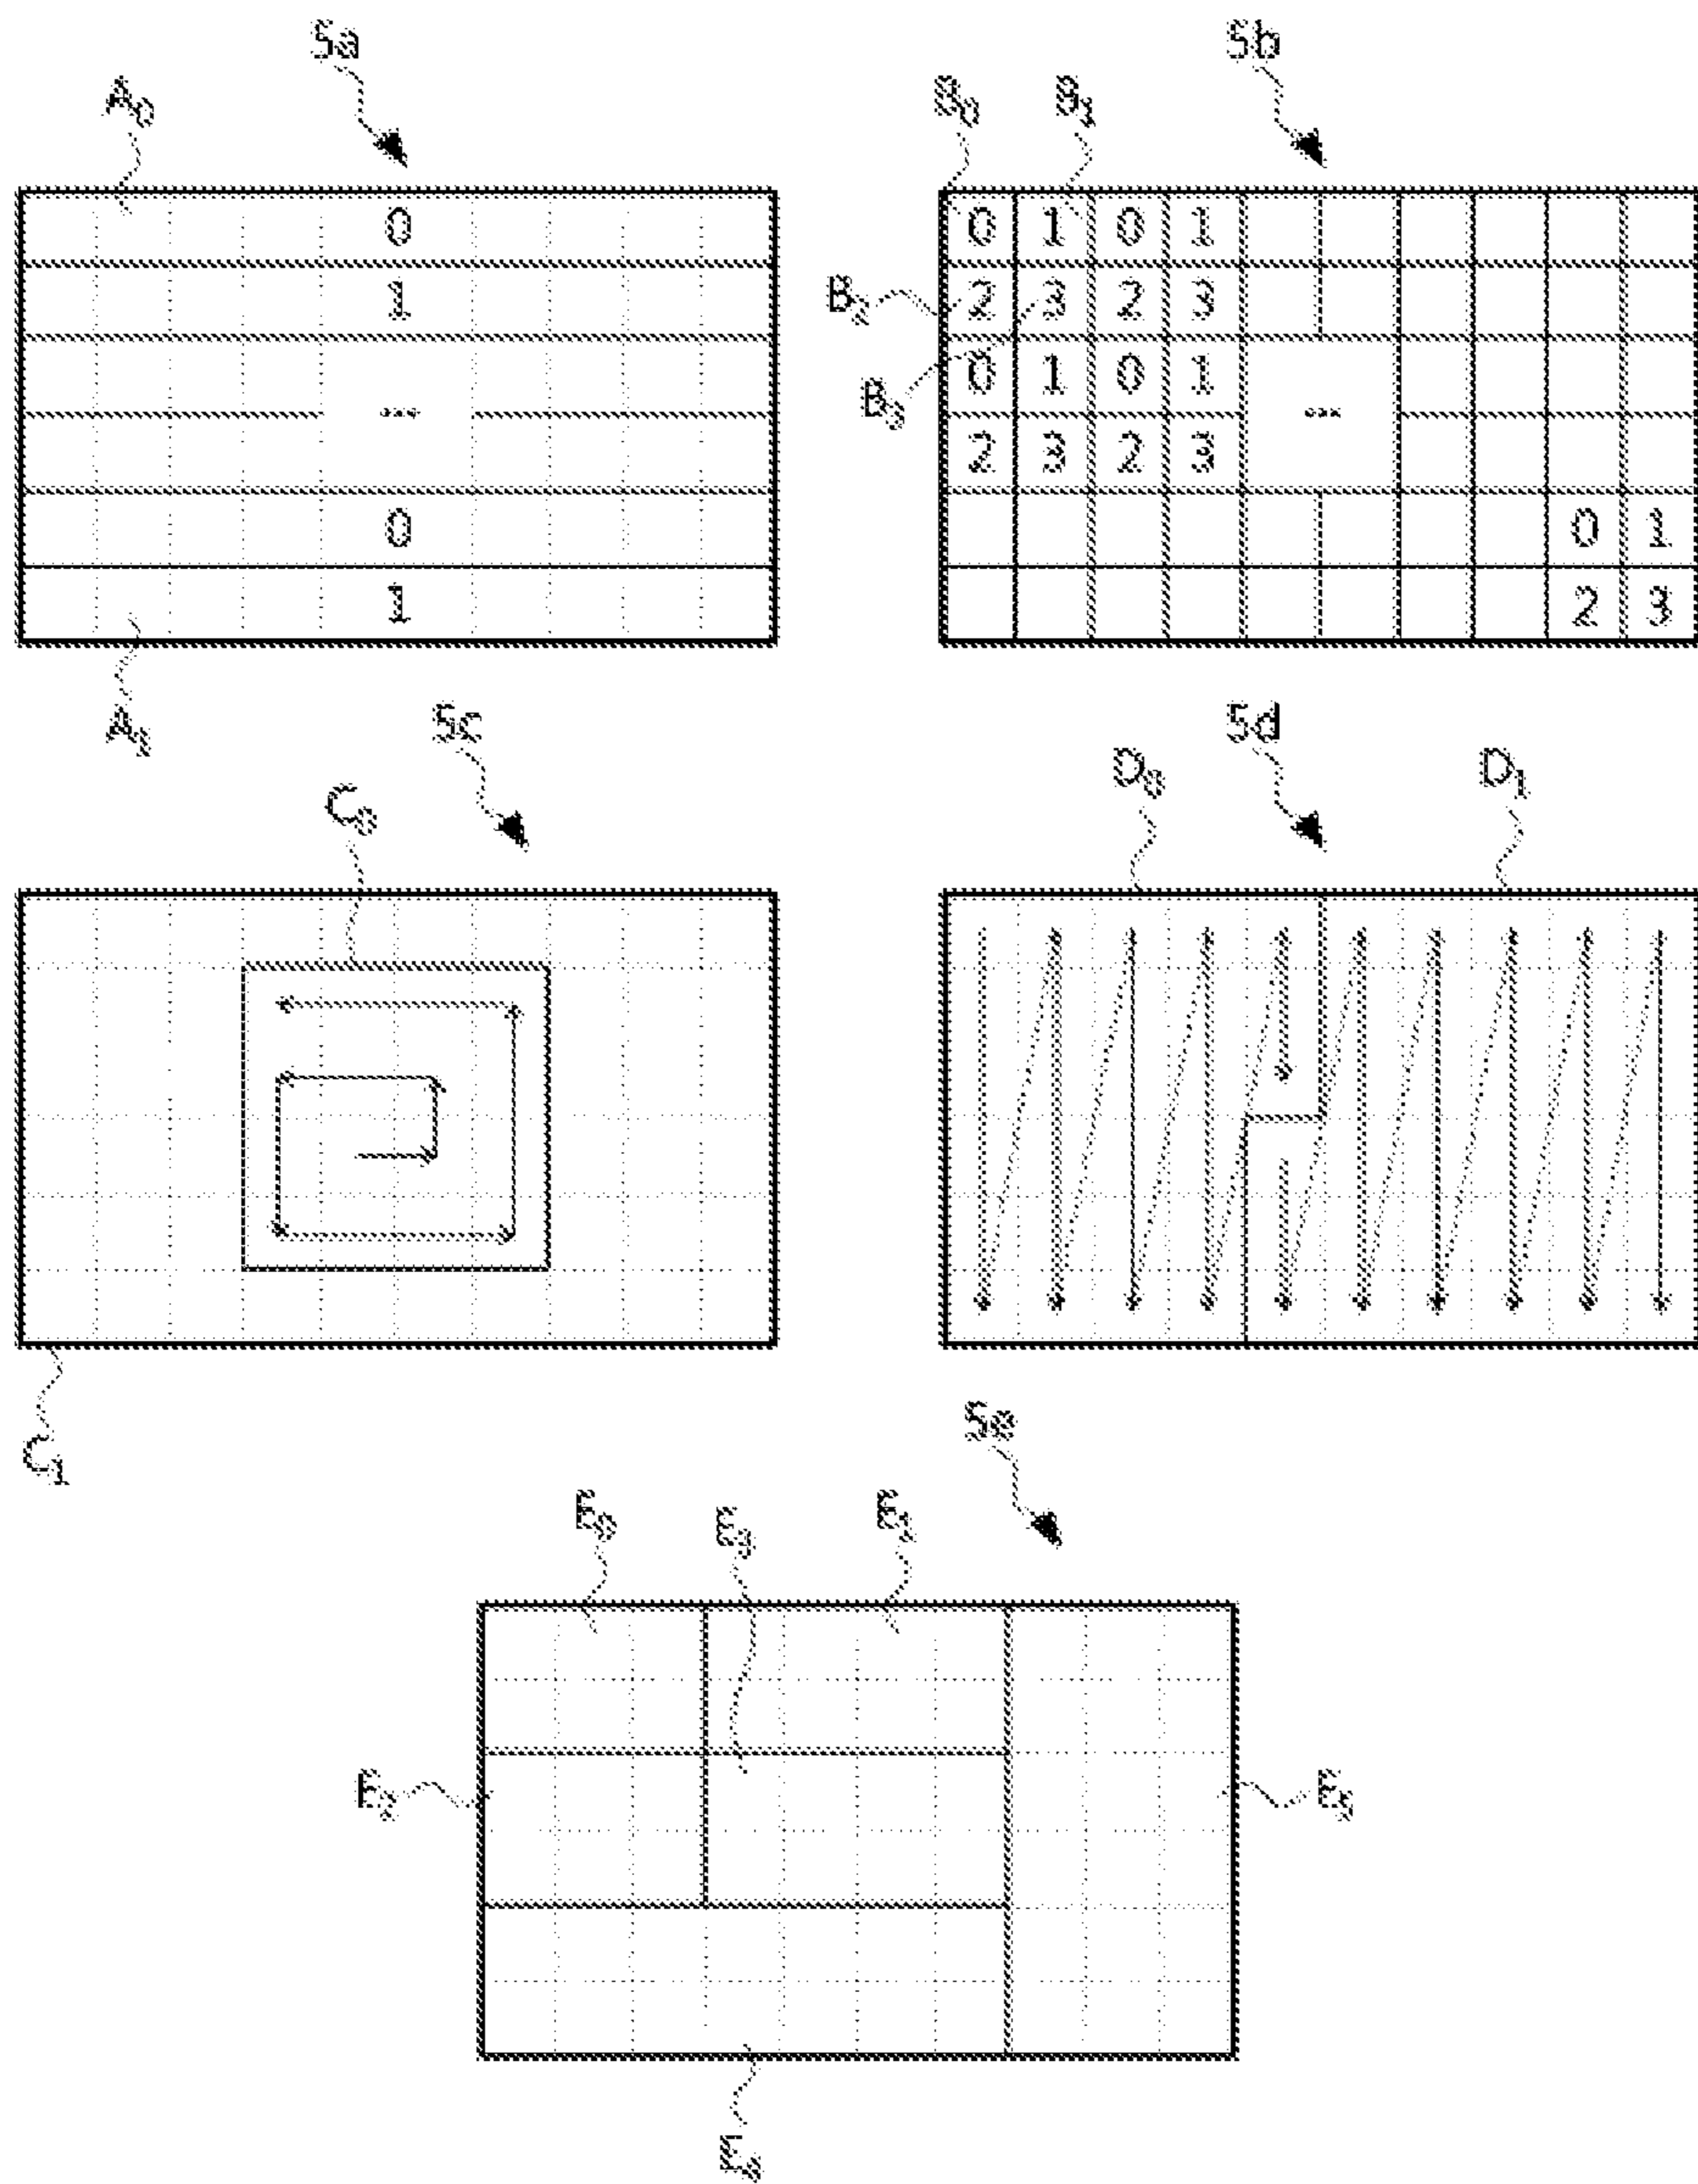 5a 5b
A₀ B₀ B₁
0 0 1 0 1
1 B₂ 2 3 2 3
0 1 0 1
... B₃ ...
2 3 2 3
0 0 1
1 2 3
A₁ 5c 5d
C₀ D₀ D₁
C₁
5e
E₀ E₃ E₁
E₂ E₅
E₄